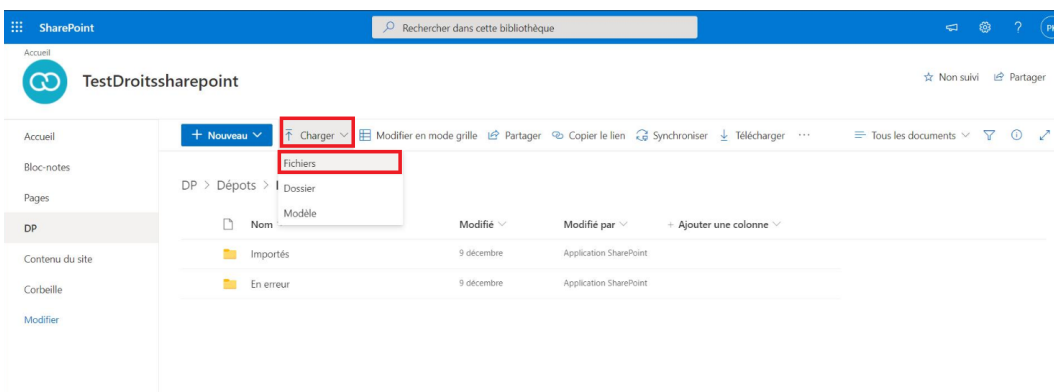 SharePoint
Rechercher dans cette bibliothèque
?
Accueil
TestDroitssharepoint
Non suivi Partager
Accueil
+ Nouveau Charger Modifier en mode grille Partager Copier le lien Synchroniser Télécharger ... Tous les documents
Bloc-notes
Fichiers
DP > Dépots >
Dossier
Pages
Modèle
DP
Nom Modifié Modifié par + Ajouter une colonne
Contenu du site
Importés 9 décembre Application SharePoint
Corbeille
En erreur 9 décembre Application SharePoint
Modifier